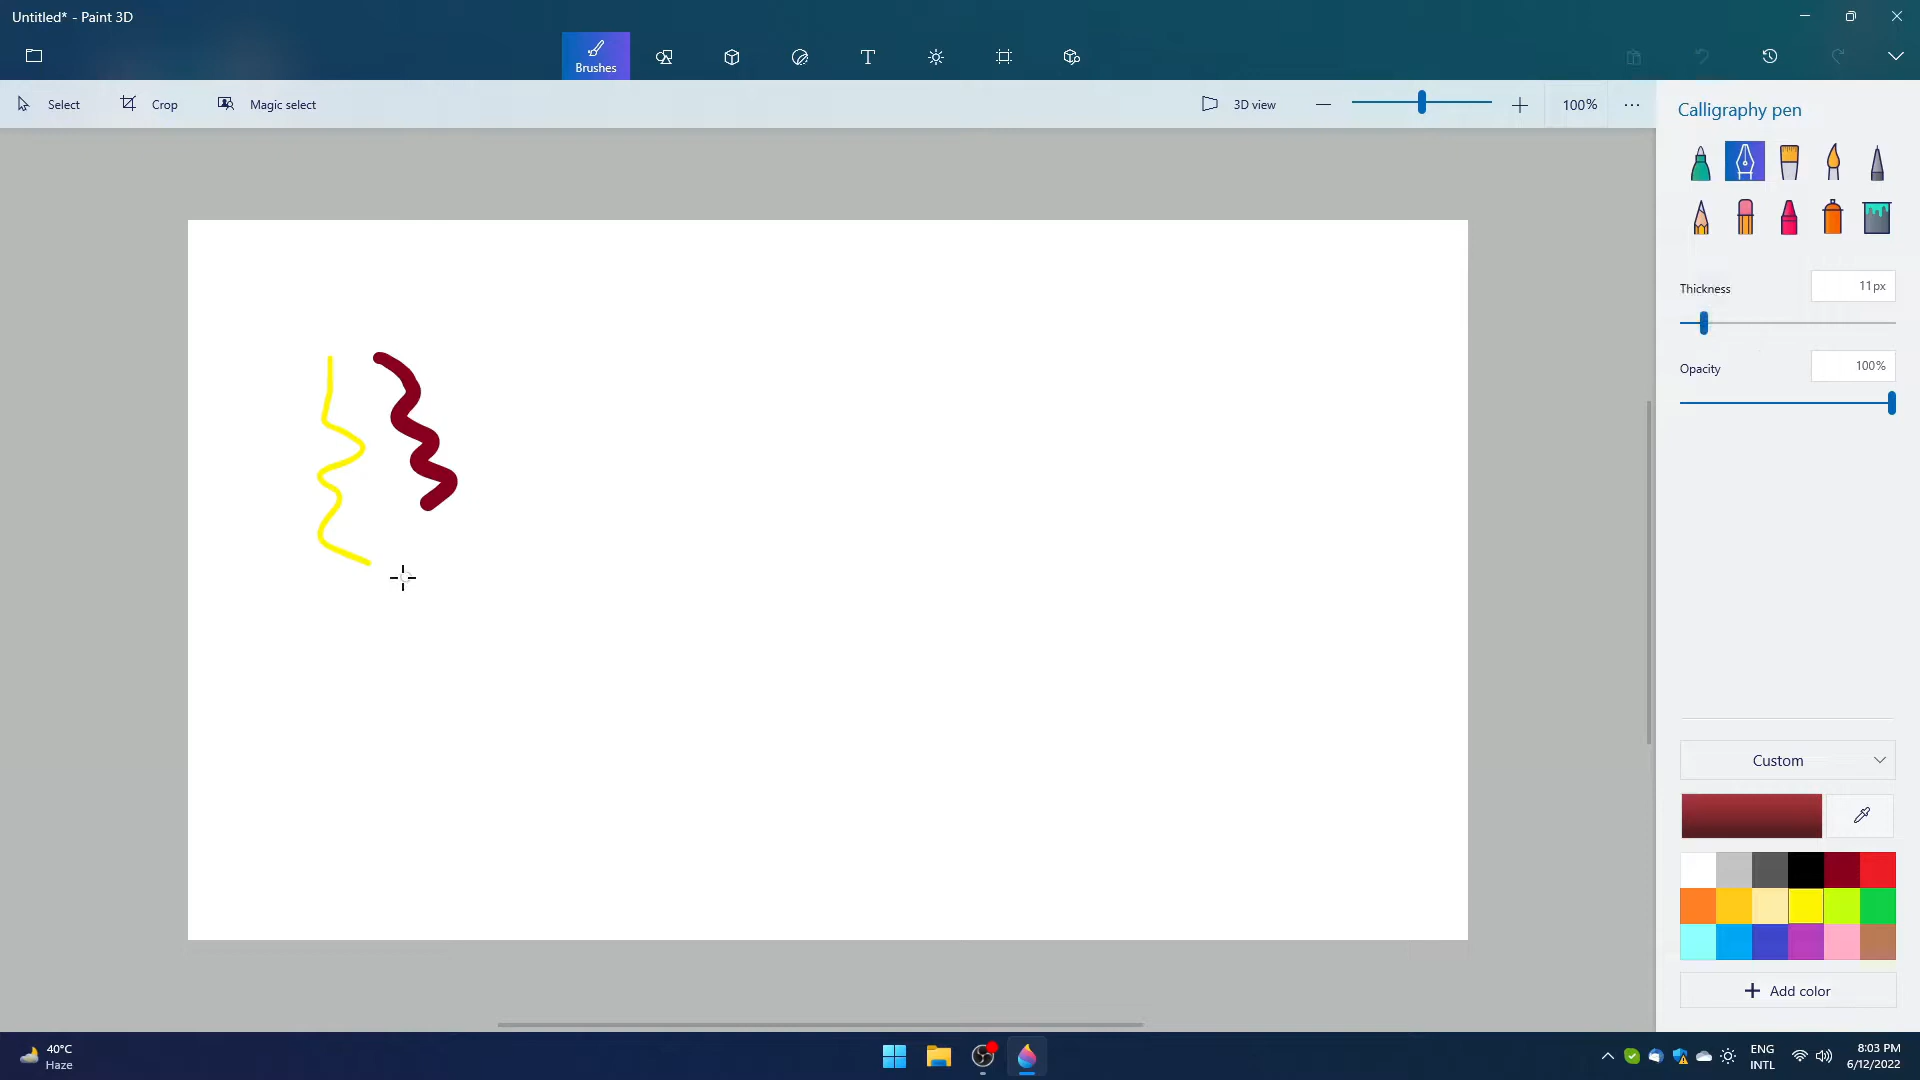 Untitled* - Paint 3D
Brushes
Select
Crop
Magic select
3D view
100%
Calligraphy pen
Thickness
11px
Opacity
100%
Custom
Add color
40°C
Haze
ENG
INTL
8:03 PM
6/12/2022